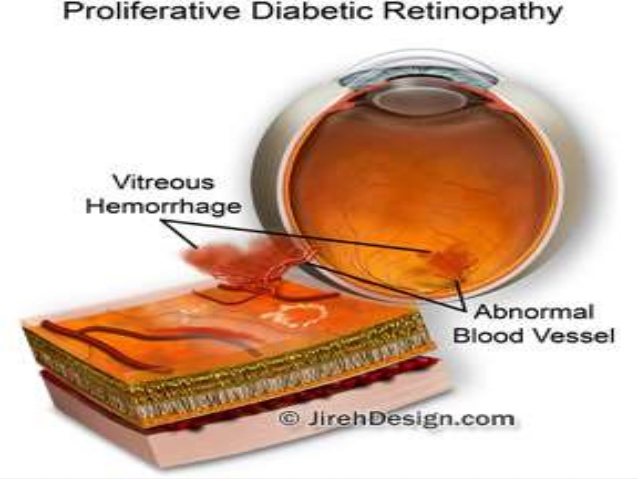 Proliferative Diabetic Retinopathy
Vitreous
Hemorrhage
Abnormal
Blood Vessel
© JirehDesign.com